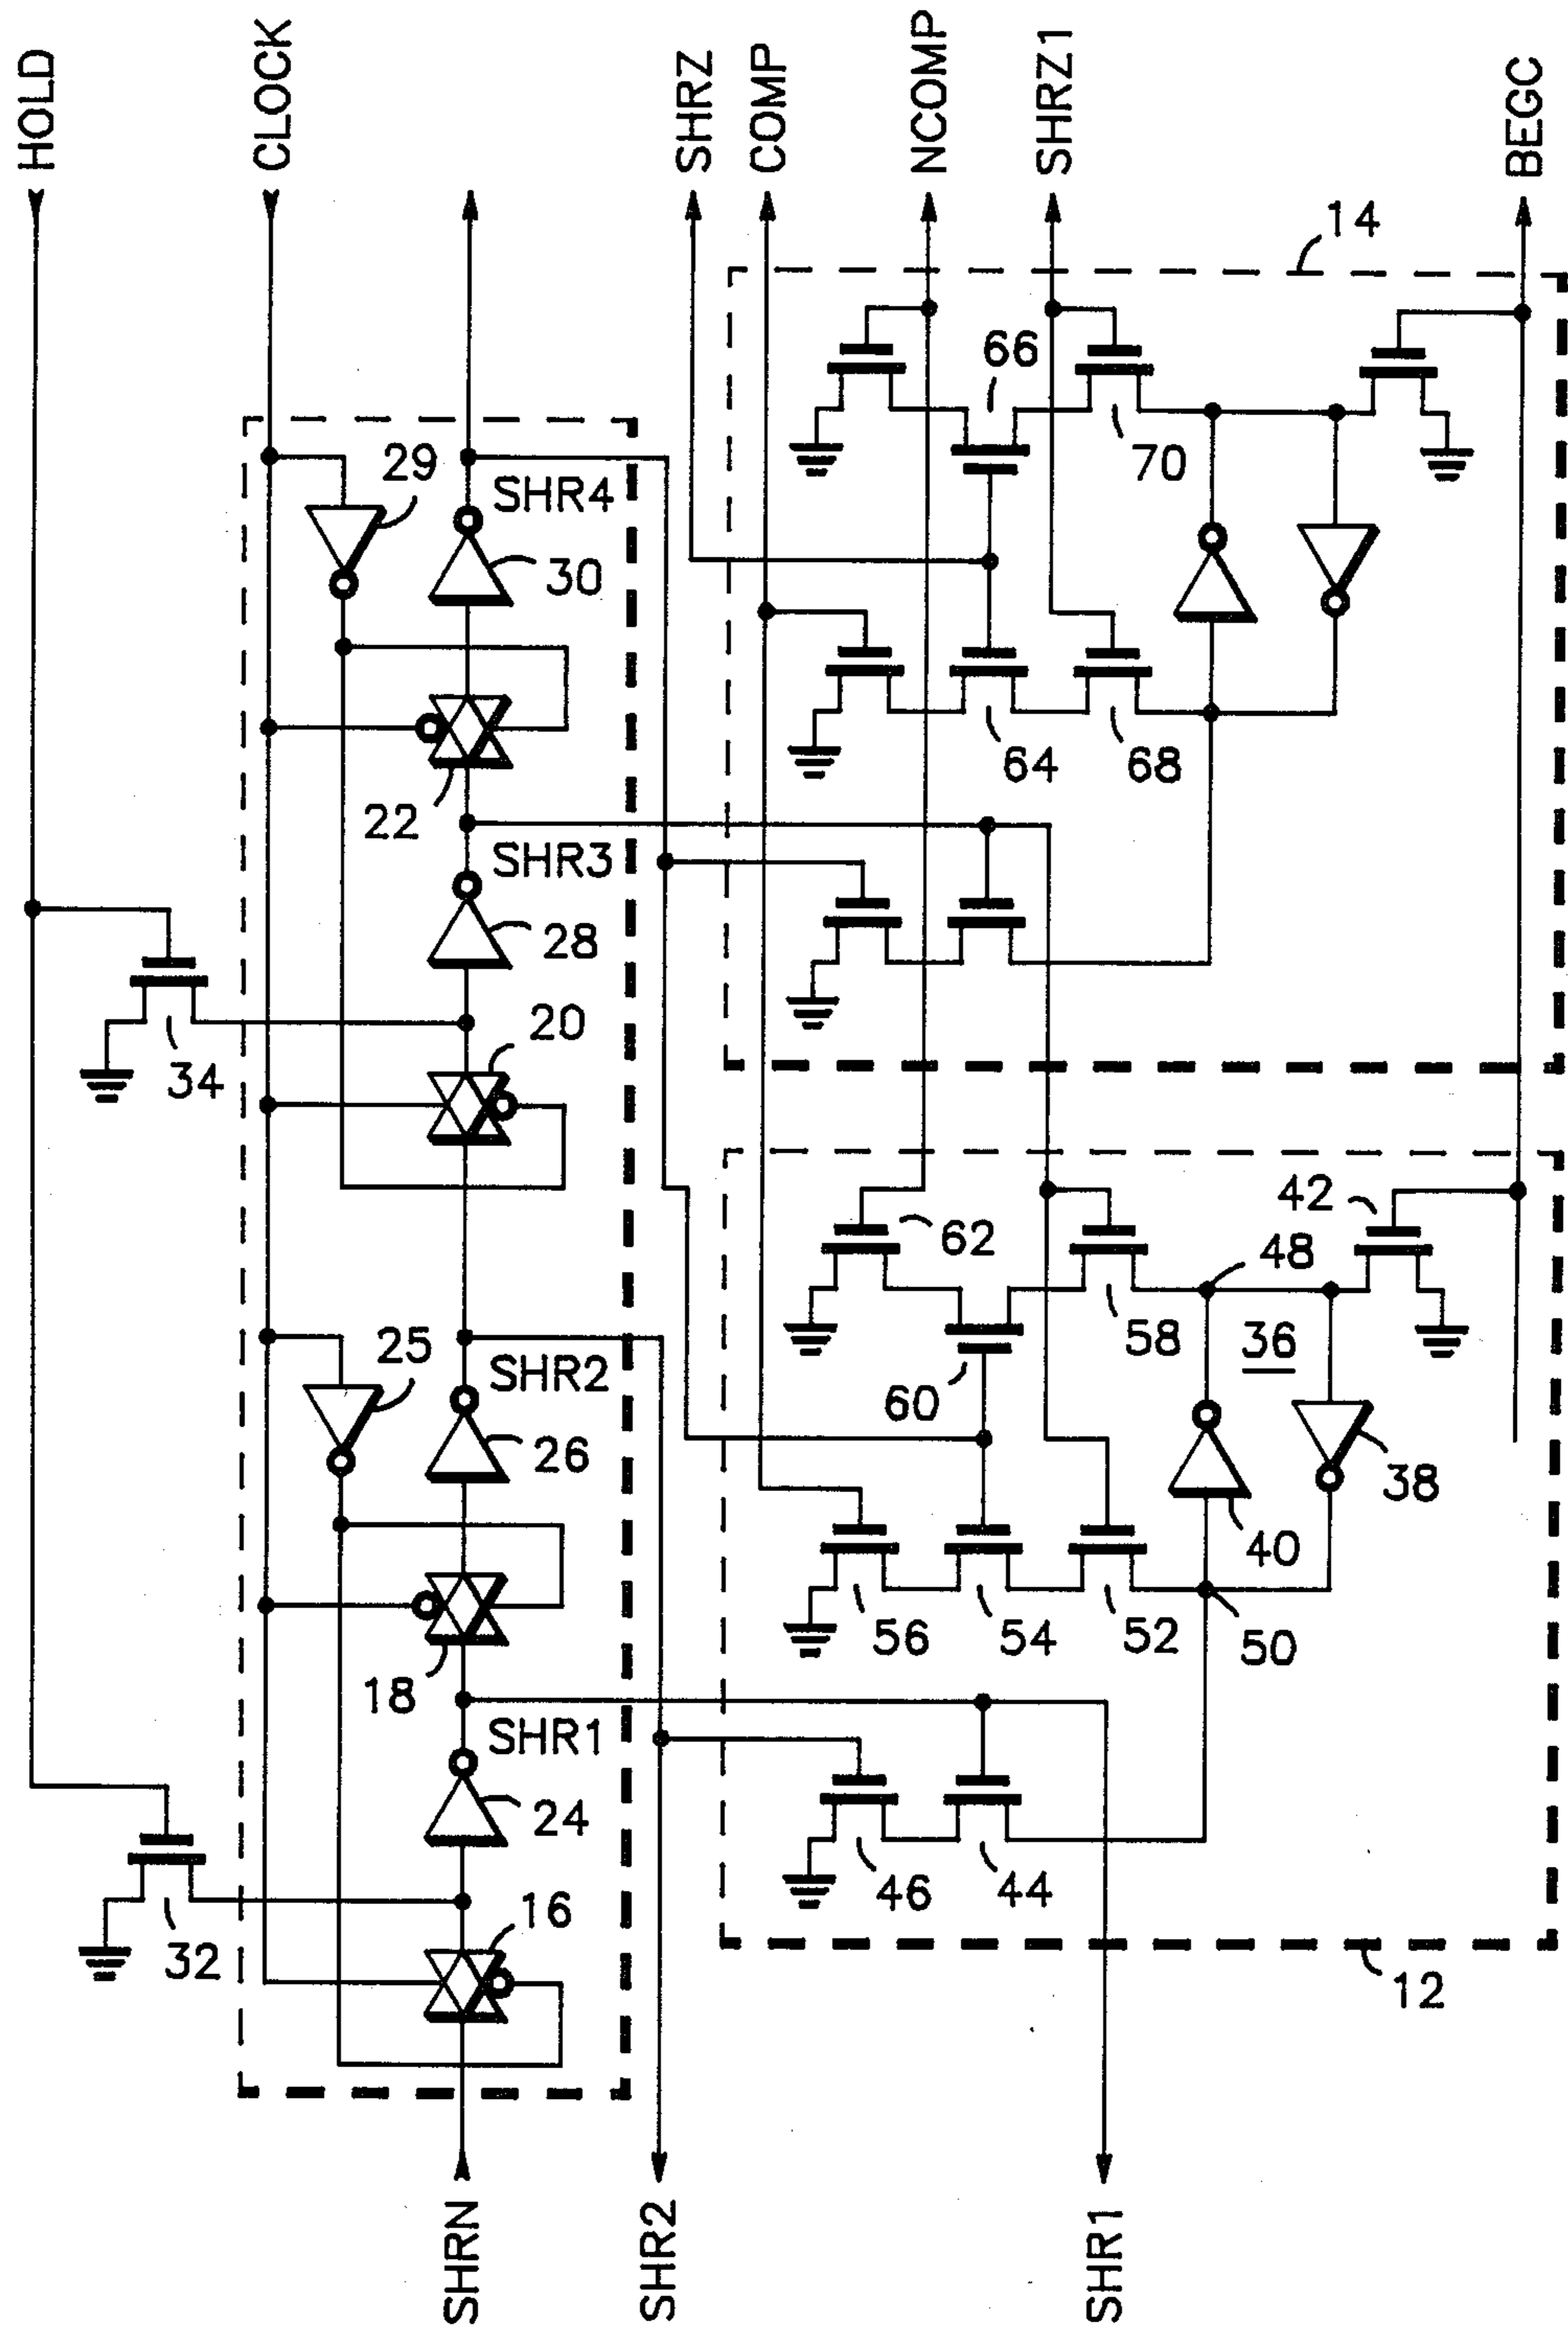 HOLD
CLOCK
SHRZ
COMP
NCOMP
SHRZ1
BEGC
14
29
SHR4
30
66
70
22
64
68
SHR3
28
20
34
62
42
48
58
36
25
SHR2
26
60
38
40
18
56
54
52
50
SHR1
24
46
44
16
32
12
SHRN
SHR2
SHR1